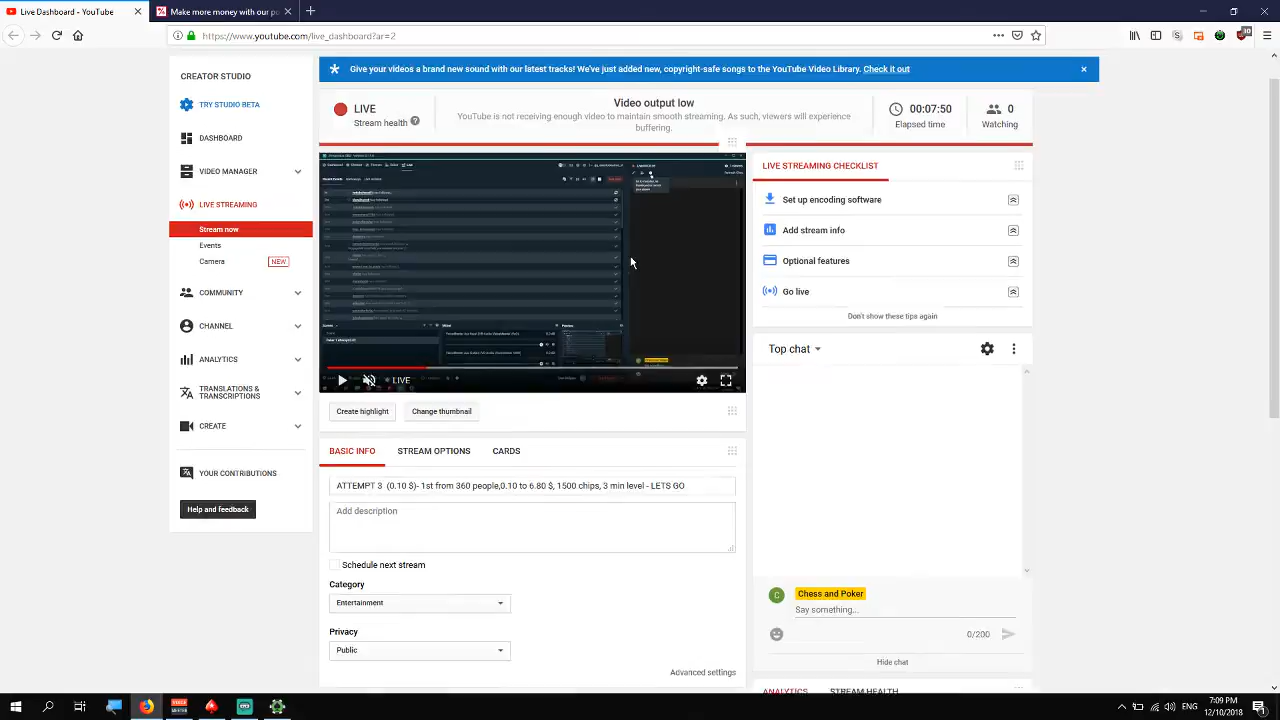 Live Dashboard - YouTube
Make more money with our po
https://www.youtube.com/live_dashboard?ar=2
CREATOR STUDIO
TRY STUDIO BETA
DASHBOARD
VIDEO MANAGER
LIVE STREAMING
Stream now
Events
Camera
NEW
COMMUNITY
CHANNEL
ANALYTICS
TRANSLATIONS &
TRANSCRIPTIONS
CREATE
YOUR CONTRIBUTIONS
Help and feedback
Give your videos a brand new sound with our latest tracks! We've just added new, copyright-safe songs to the YouTube Video Library. Check it out
LIVE
Stream health
Video output low
YouTube is not receiving enough video to maintain smooth streaming. As such, viewers will experience
buffering.
00:07:50
Elapsed time
0
Watching
LIVE
Create highlight
Change thumbnail
BASIC INFO
STREAM OPTIONS
CARDS
ATTEMPT 3 (0.10 $)- 1st from 360 people,0.10 to 6.80 $, 1500 chips, 3 min level - LETS GO
Add description
Schedule next stream
Category
Entertainment
Privacy
Public
Advanced settings
LIVE STREAMING CHECKLIST
Set up encoding software
Add stream info
Optional features
Go live
Don't show these tips again
Top chat
C
Chess and Poker
Say something...
0/200
Hide chat
ANALYTICS
STREAM HEALTH
ENG
7:09 PM
12/10/2018